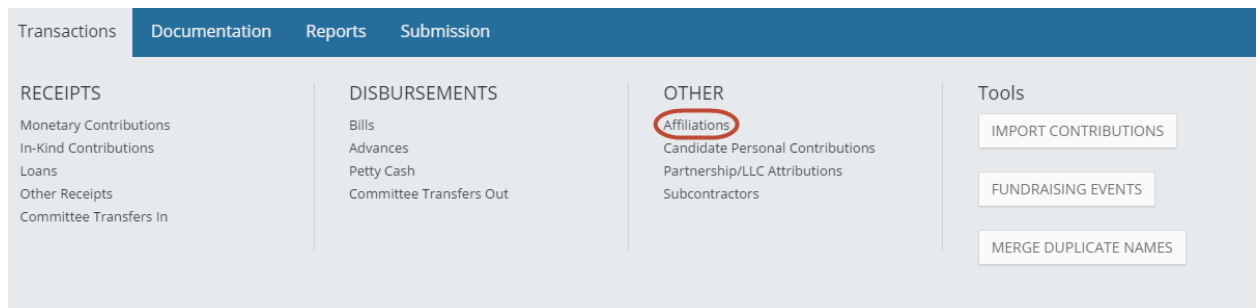 Transactions Documentation Reports Submission
RECEIPTS
Monetary Contributions
In-Kind Contributions
Loans
Other Receipts
Committee Transfers In
DISBURSEMENTS
Bills
Advances
Petty Cash
Committee Transfers Out
OTHER
Affiliations
Candidate Personal Contributions
Partnership/LLC Attributions
Subcontractors
Tools
IMPORT CONTRIBUTIONS
FUNDRAISING EVENTS
MERGE DUPLICATE NAMES